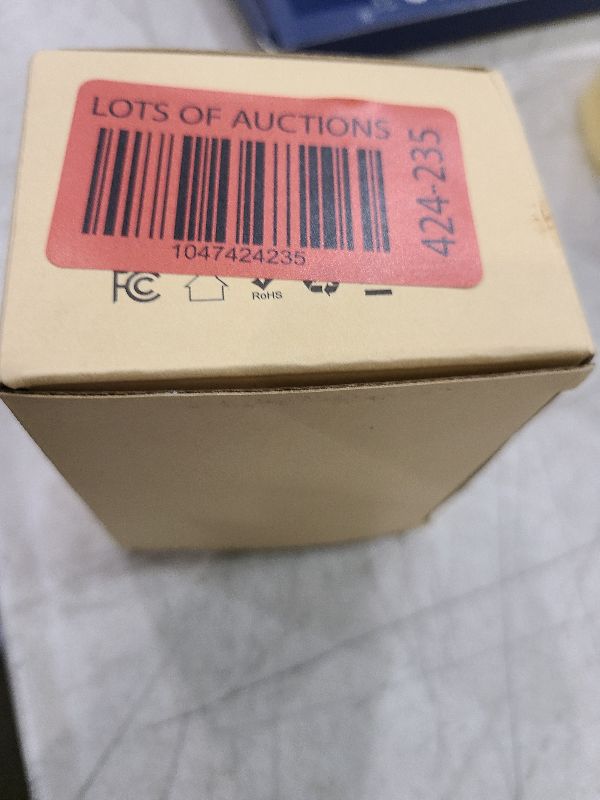 LOTS OF AUCTIONS
1047424235
424-235
FC
RoHS